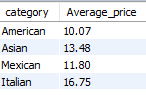 category Average_price
American 10.07
Asian 13.48
Mexican 11.80
Italian 16.75